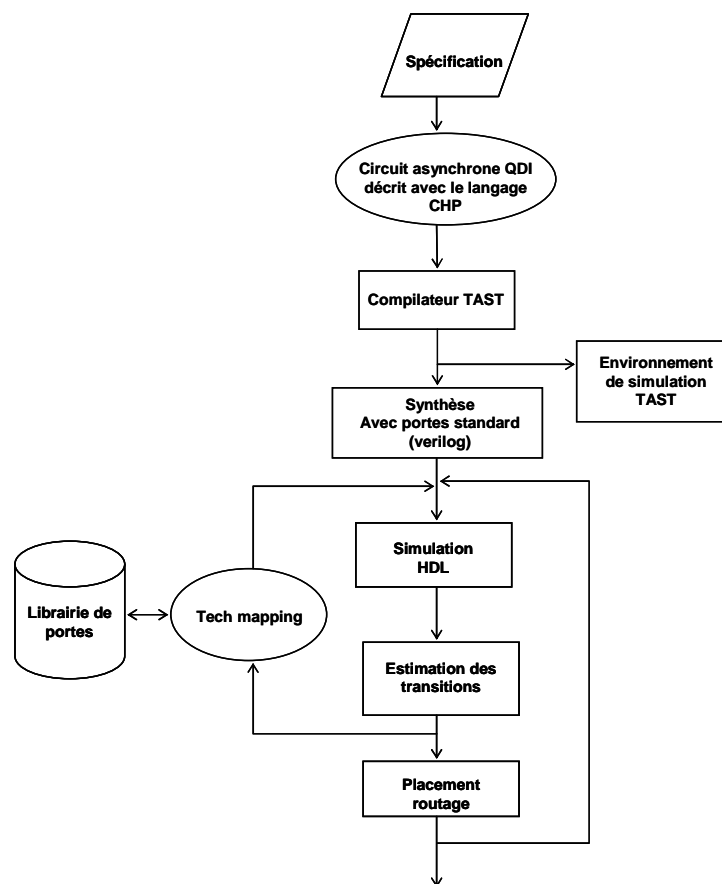 Spécification
Circuit asynchrone QDI
décrit avec le langage
CHP
Compilateur TAST
Environnement
de simulation
TAST
Synthèse
Avec portes standard
(verilog)
Simulation
HDL
Librairie de
portes
Tech mapping
Estimation des
transitions
Placement
routage